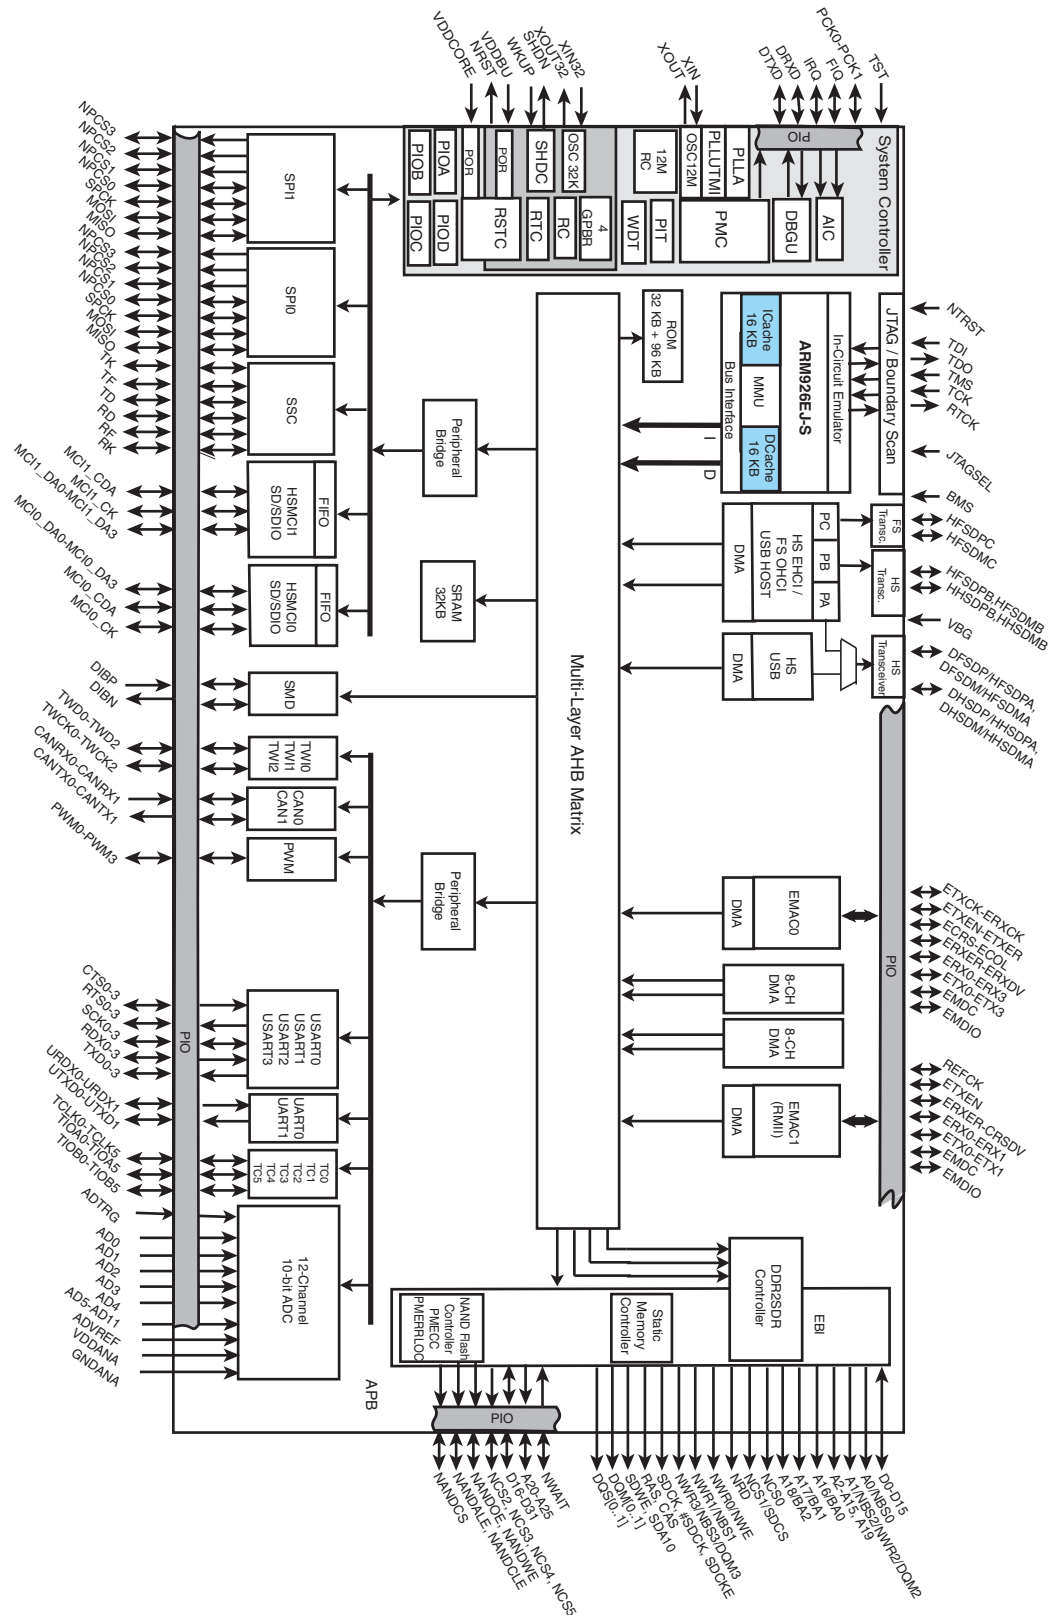 PCK0-PCK1
TST
FIQ
IRQ
DRXD
DTXD
XIN
XOUT
XIN32
XOUT32
SHDN
WKUP
VDDBU
NRST
VDDCORE
System Controller
PIO
AIC
DBGU
PLLA
PLLUTMI
OSC12M
PMC
12M
RC
PIT
WDT
OSC 32K
SHDC
4
GPBR
RC
RTC
POR
POR
RSTC
PIOA
PIOB
PIOD
PIOC
NPCS3
NPCS2
NPCS1
NPCS0
SPCK
MOSI
MISO
NPCS3
NPCS2
NPCS1
NPCS0
SPCK
MOSI
MISO
TK
TF
TD
RD
RF
RK
MCI1_CDA
MCI1_CK
MCI1_DA0-MCI1_DA3
MCI0_DA0-MCI0_DA3
MCI0_CDA
MCI0_CK
DIBP
DIBN
TWD0-TWD2
TWCK0-TWCK2
CANRX0-CANRX1
CANTX0-CANTX1
PWM0-PWM3
CTS0-3
RTS0-3
SCK0-3
RDX0-3
TXD0-3
URDX0-URDX1
UTXD0-UTXD1
TCLK0-TCLK5
TIOA0-TIOA5
TIOB0-TIOB5
ADTRG
AD0
AD1
AD2
AD3
AD4
AD5-AD11
ADVREF
VDDANA
GNDANA
PIO
SPI1
SPI0
SSC
FIFO
HSMCI1
SD/SDIO
FIFO
HSMCI0
SD/SDIO
SMD
TWI0
TWI1
TWI2
CAN0
CAN1
PWM
USART0
USART1
USART2
USART3
UART0
UART1
TC0
TC1
TC2
TC3
TC4
TC5
12-Channel
10-bit ADC
APB
Peripheral
Bridge
SRAM
32KB
Peripheral
Bridge
Multi-Layer AHB Matrix
ROM
32 KB + 96 KB
JTAG / Boundary Scan
In-Circuit Emulator
ARM926EJ-S
ICache
16 KB
MMU
DCache
16 KB
Bus Interface
I
D
NTRST
TDI
TDO
TMS
TCK
RTCK
JTAGSEL
BMS
HFSDPC
HFSDMC
HFSDPB,HFSDMB
HHSDPB,HHSDMB
VBG
DFSDP/HFSDPA,
DFSDM/HFSDMA
DHSDP/HHSDPA,
DHSDM/HHSDMA
FS
Transc.
HS
Transc.
HS
Transceiver
PC
PB
PA
HS EHCI /
FS OHCI
USB HOST
DMA
HS
USB
DMA
PIO
EMAC0
DMA
8-CH
DMA
8-CH
DMA
EMAC1
(RMII)
DMA
ETXCK-ERXCK
ETXEN-ETXER
ECRS-ECOL
ERXER-ERXDV
ERX0-ERX3
ETX0-ETX3
EMDC
EMDIO
REFCK
ETXEN
ERXER-CRSDV
ERX0-ERX1
ETX0-ETX1
EMDC
EMDIO
EBI
DDR2SDR
Controller
Static
Memory
Controller
NAND Flash
Controller
PMECC
PMERRLOC
PIO
D0-D15
A0/NBS0
A1/NBS2/NWR2/DQM2
A2-A15, A19
A16/BA0
A17/BA1
A18/BA2
NCS0
NCS1/SDCS
NRD
NWR0/NWE
NWR1/NBS1
NWR3/NBS3/DQM3
SDCK, #SDCK, SDCKE
RAS, CAS
SDWE, SDA10
DQM[0..1]
DQS[0..1]
NWAIT
A20-A25
D16-D31
NCS2, NCS3, NCS4, NCS5
NANDOE, NANDWE
NANDALE, NANDCLE
NANDCS